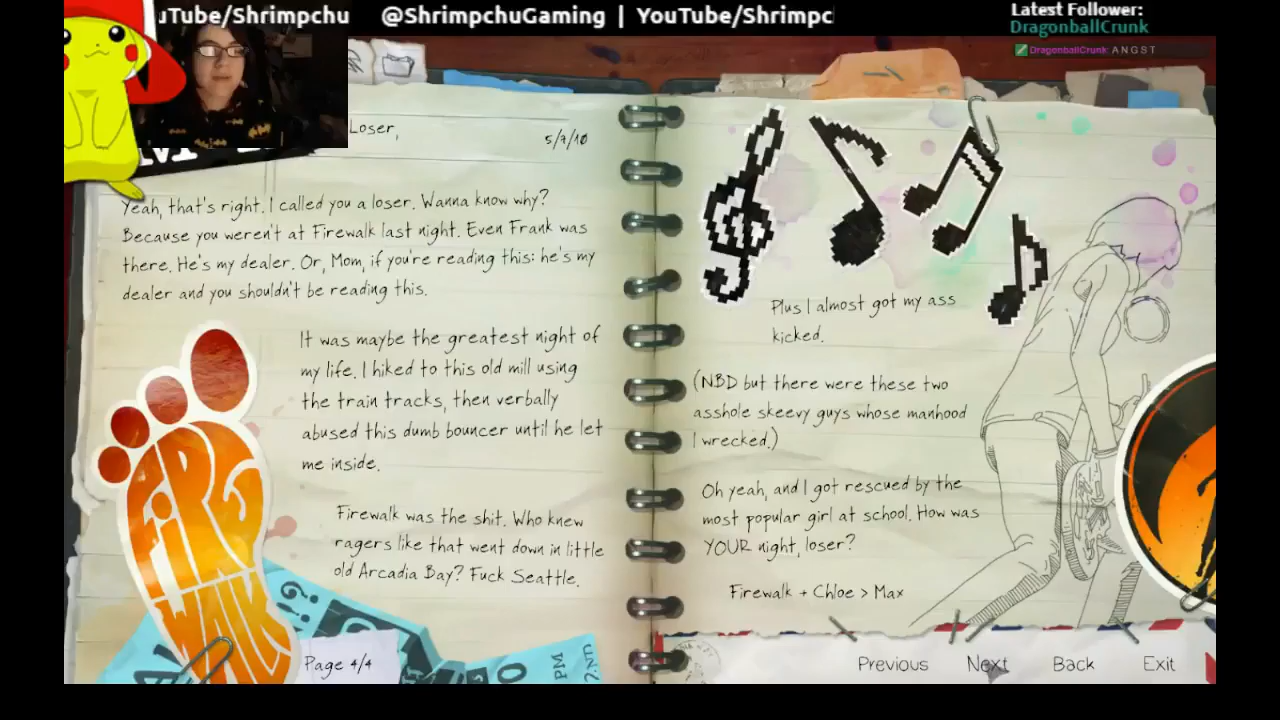 uTube/Shrimpchu @ShrimpchuGaming | YouTube/Shrimpc
Latest Follower:
DragonballCrunk
DragonballCrunk: A N G S T
Loser,
5/7/10
Yeah, that's right. I called you a loser. Wanna know why?
Because you weren't at Firewalk last night. Even Frank was
there. He's my dealer. Or, Mom, if you're reading this: he's my
dealer and you shouldn't be reading this.
It was maybe the greatest night of
my life. I hiked to this old mill using
the train tracks, then verbally
abused this dumb bouncer until he let
me inside.
Firewalk was the shit. Who knew
ragers like that went down in little
old Arcadia Bay? Fuck Seattle.
FIRE
WALK
PM
Page 4/4
Plus I almost got my ass
kicked.
(NBD but there were these two
asshole skeevy guys whose manhood
I wrecked.)
Oh yeah, and I got rescued by the
most popular girl at school. How was
YOUR night, loser?
Firewalk + Chloe > Max
Previous Next Back Exit